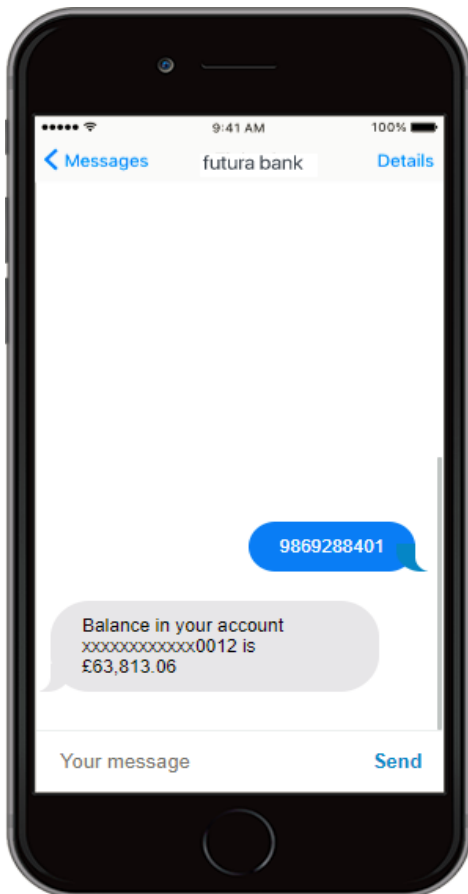 9:41 AM
100%
Messages
futura bank
Details
9869288401
Balance in your account
xxxxxxxxxxxx0012 is
£63,813.06
Your message
Send